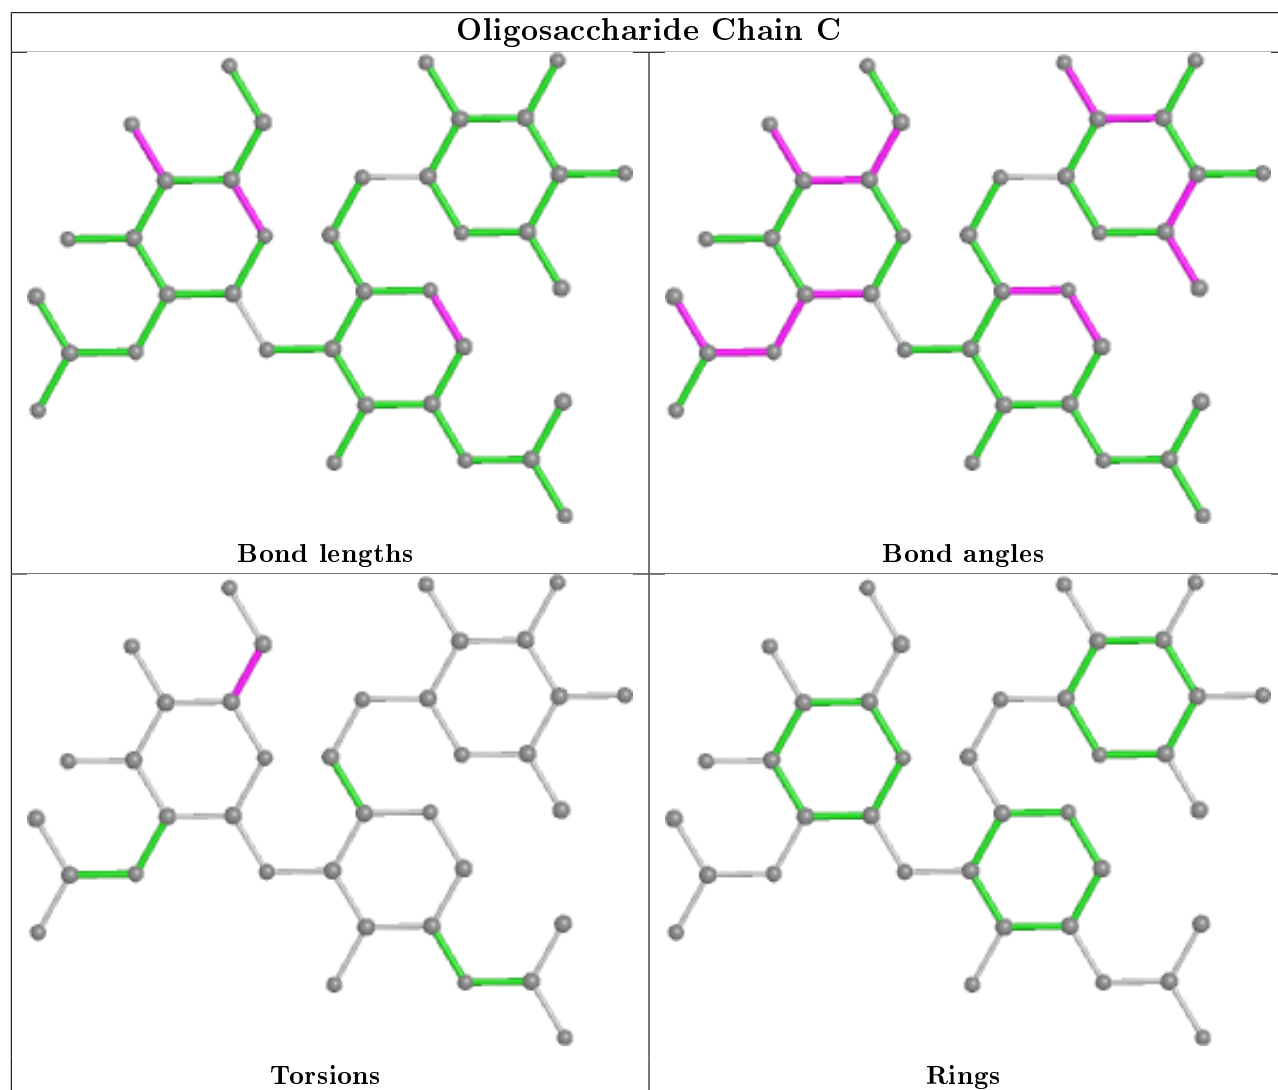 Oligosaccharide Chain C
Bond lengths
Bond angles
Torsions
Rings